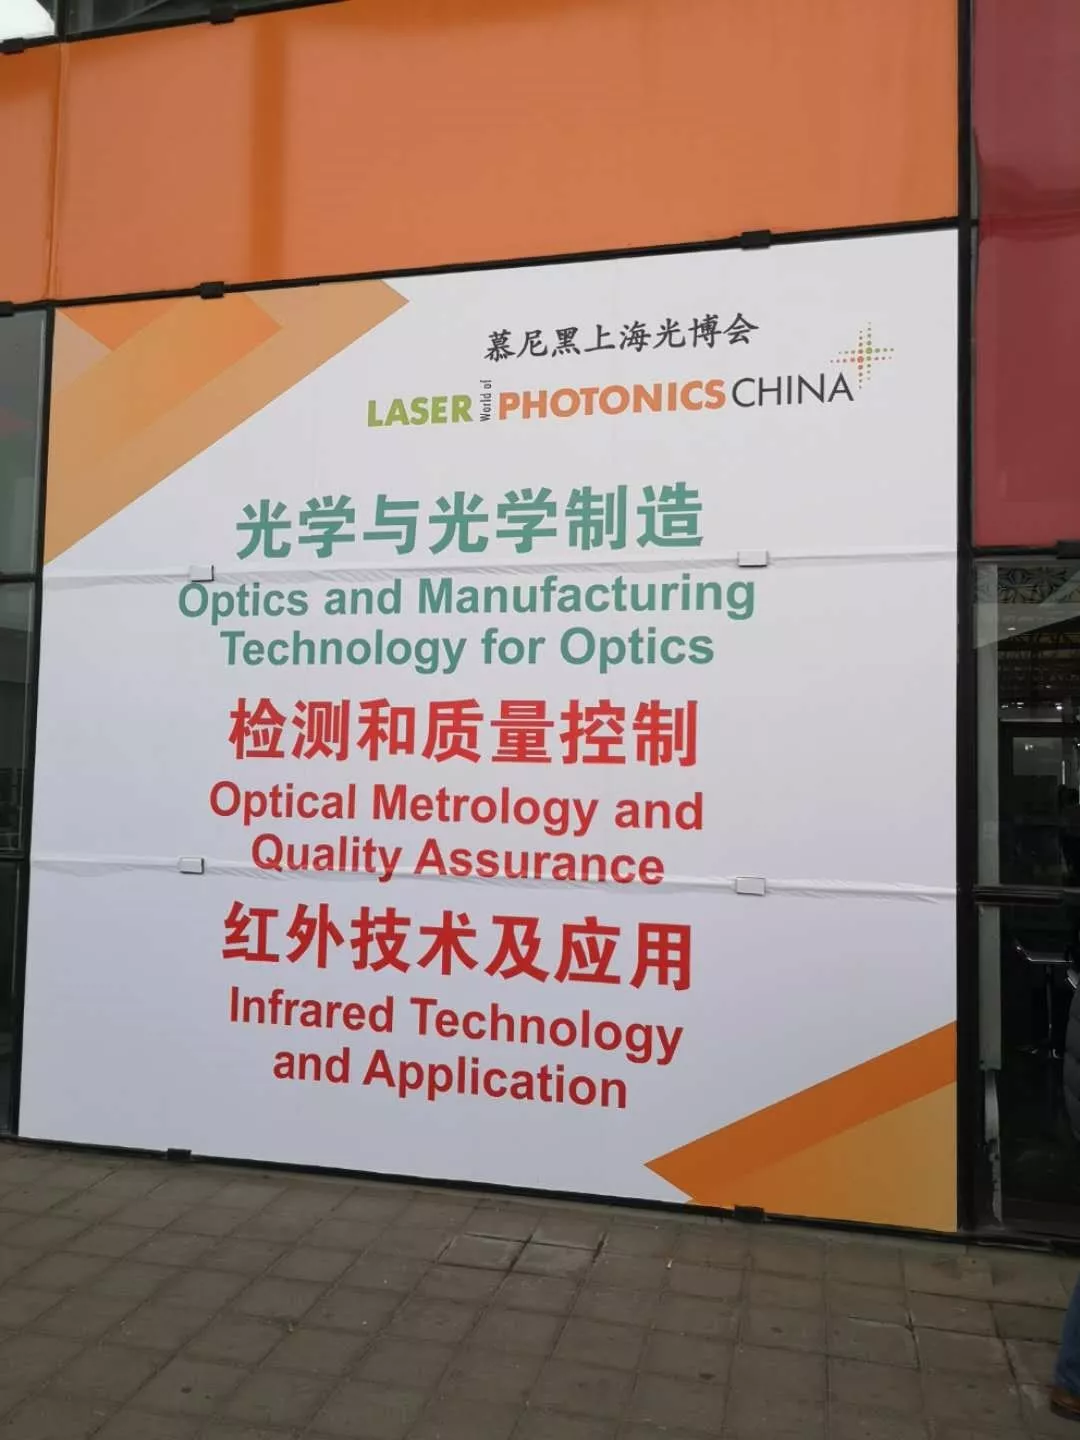 慕尼黑上海光博会
LASER World of PHOTONICS CHINA
光学与光学制造
Optics and Manufacturing
Technology for Optics
检测和质量控制
Optical Metrology and
Quality Assurance
红外技术及应用
Infrared Technology
and Application